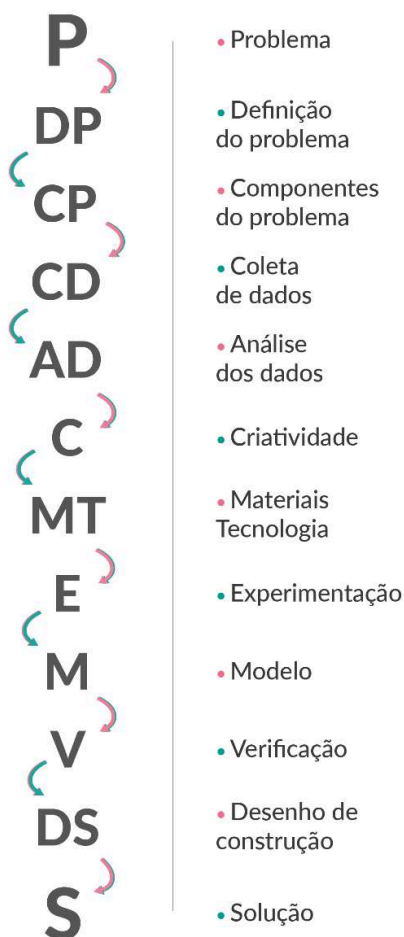 P
• Problema
DP
• Definição
do problema
CP
• Componentes
do problema
CD
• Coleta
de dados
AD
• Análise
dos dados
C
• Criatividade
MT
• Materiais
Tecnologia
E
• Experimentação
M
• Modelo
V
• Verificação
DS
• Desenho de
construção
S
• Solução